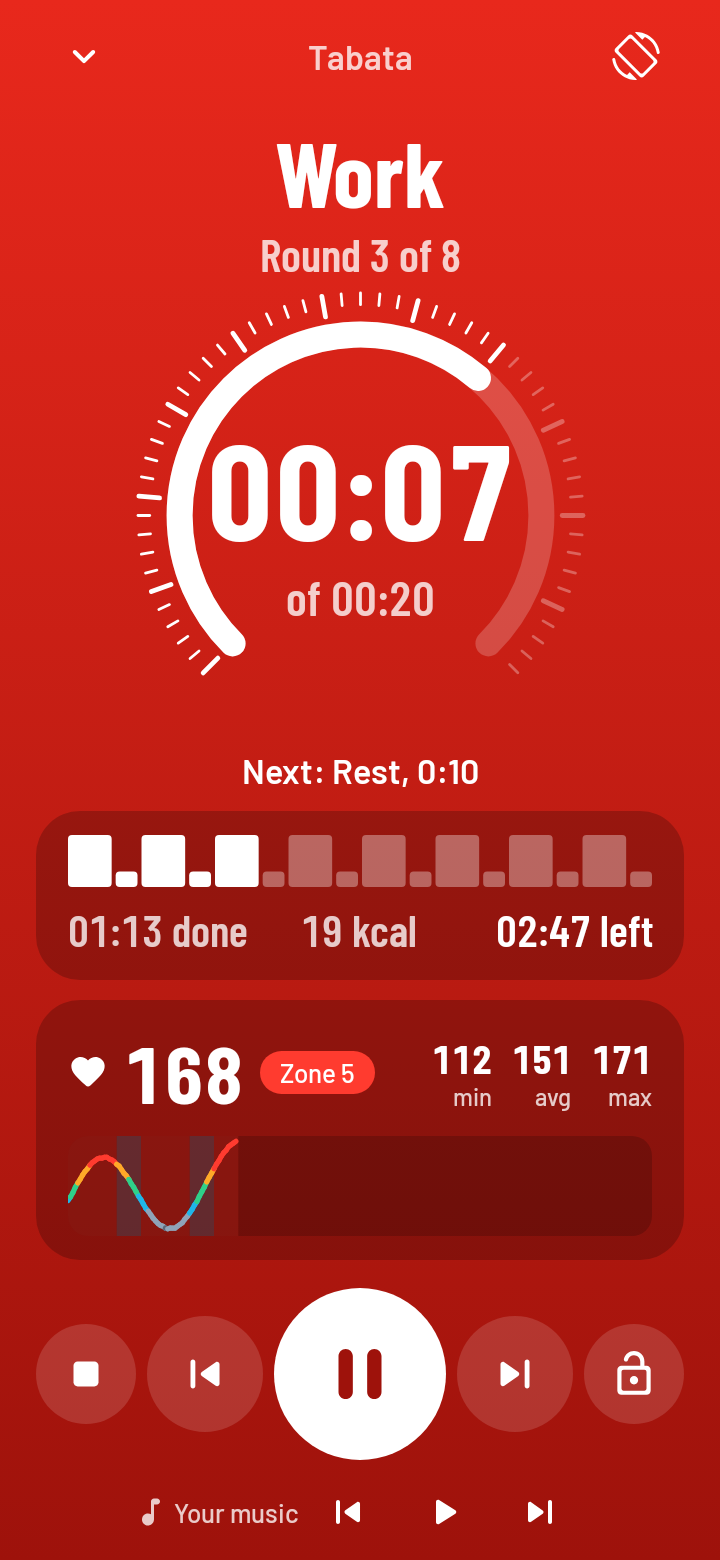 Tabata
Work
Round 3 of 8
00:07
of 00:20
Next: Rest, 0:10
01:13 done 19 kcal 02:47 left
168 Zone 5 112 151 171
min avg max
Your music